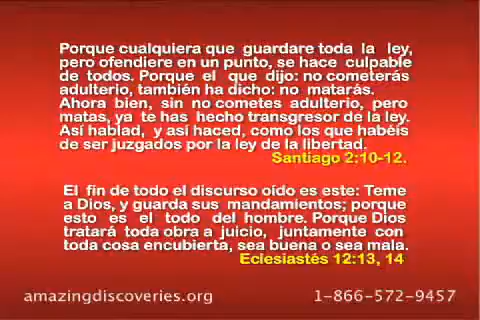 Porque cualquiera que guardare toda la ley,
pero ofendiere en un punto, se hace culpable
de todos. Porque el que dijo: no cometerás
adulterio, también ha dicho: no matarás.
Ahora bien, sin no cometes adulterio, pero
matas, ya te has hecho transgresor de la ley.
Así hablad, y así haced, como los que habéis
de ser juzgados por la ley de la libertad.
Santiago 2:10-12.
El fin de todo el discurso oído es este: Teme
a Dios, y guarda sus mandamientos; porque
esto es el todo del hombre. Porque Dios
tratará toda obra a juicio, juntamente con
toda cosa encubierta, sea buena o sea mala.
Eclesiastés 12:13, 14
amazingdiscoveries.org 1-866-572-9457